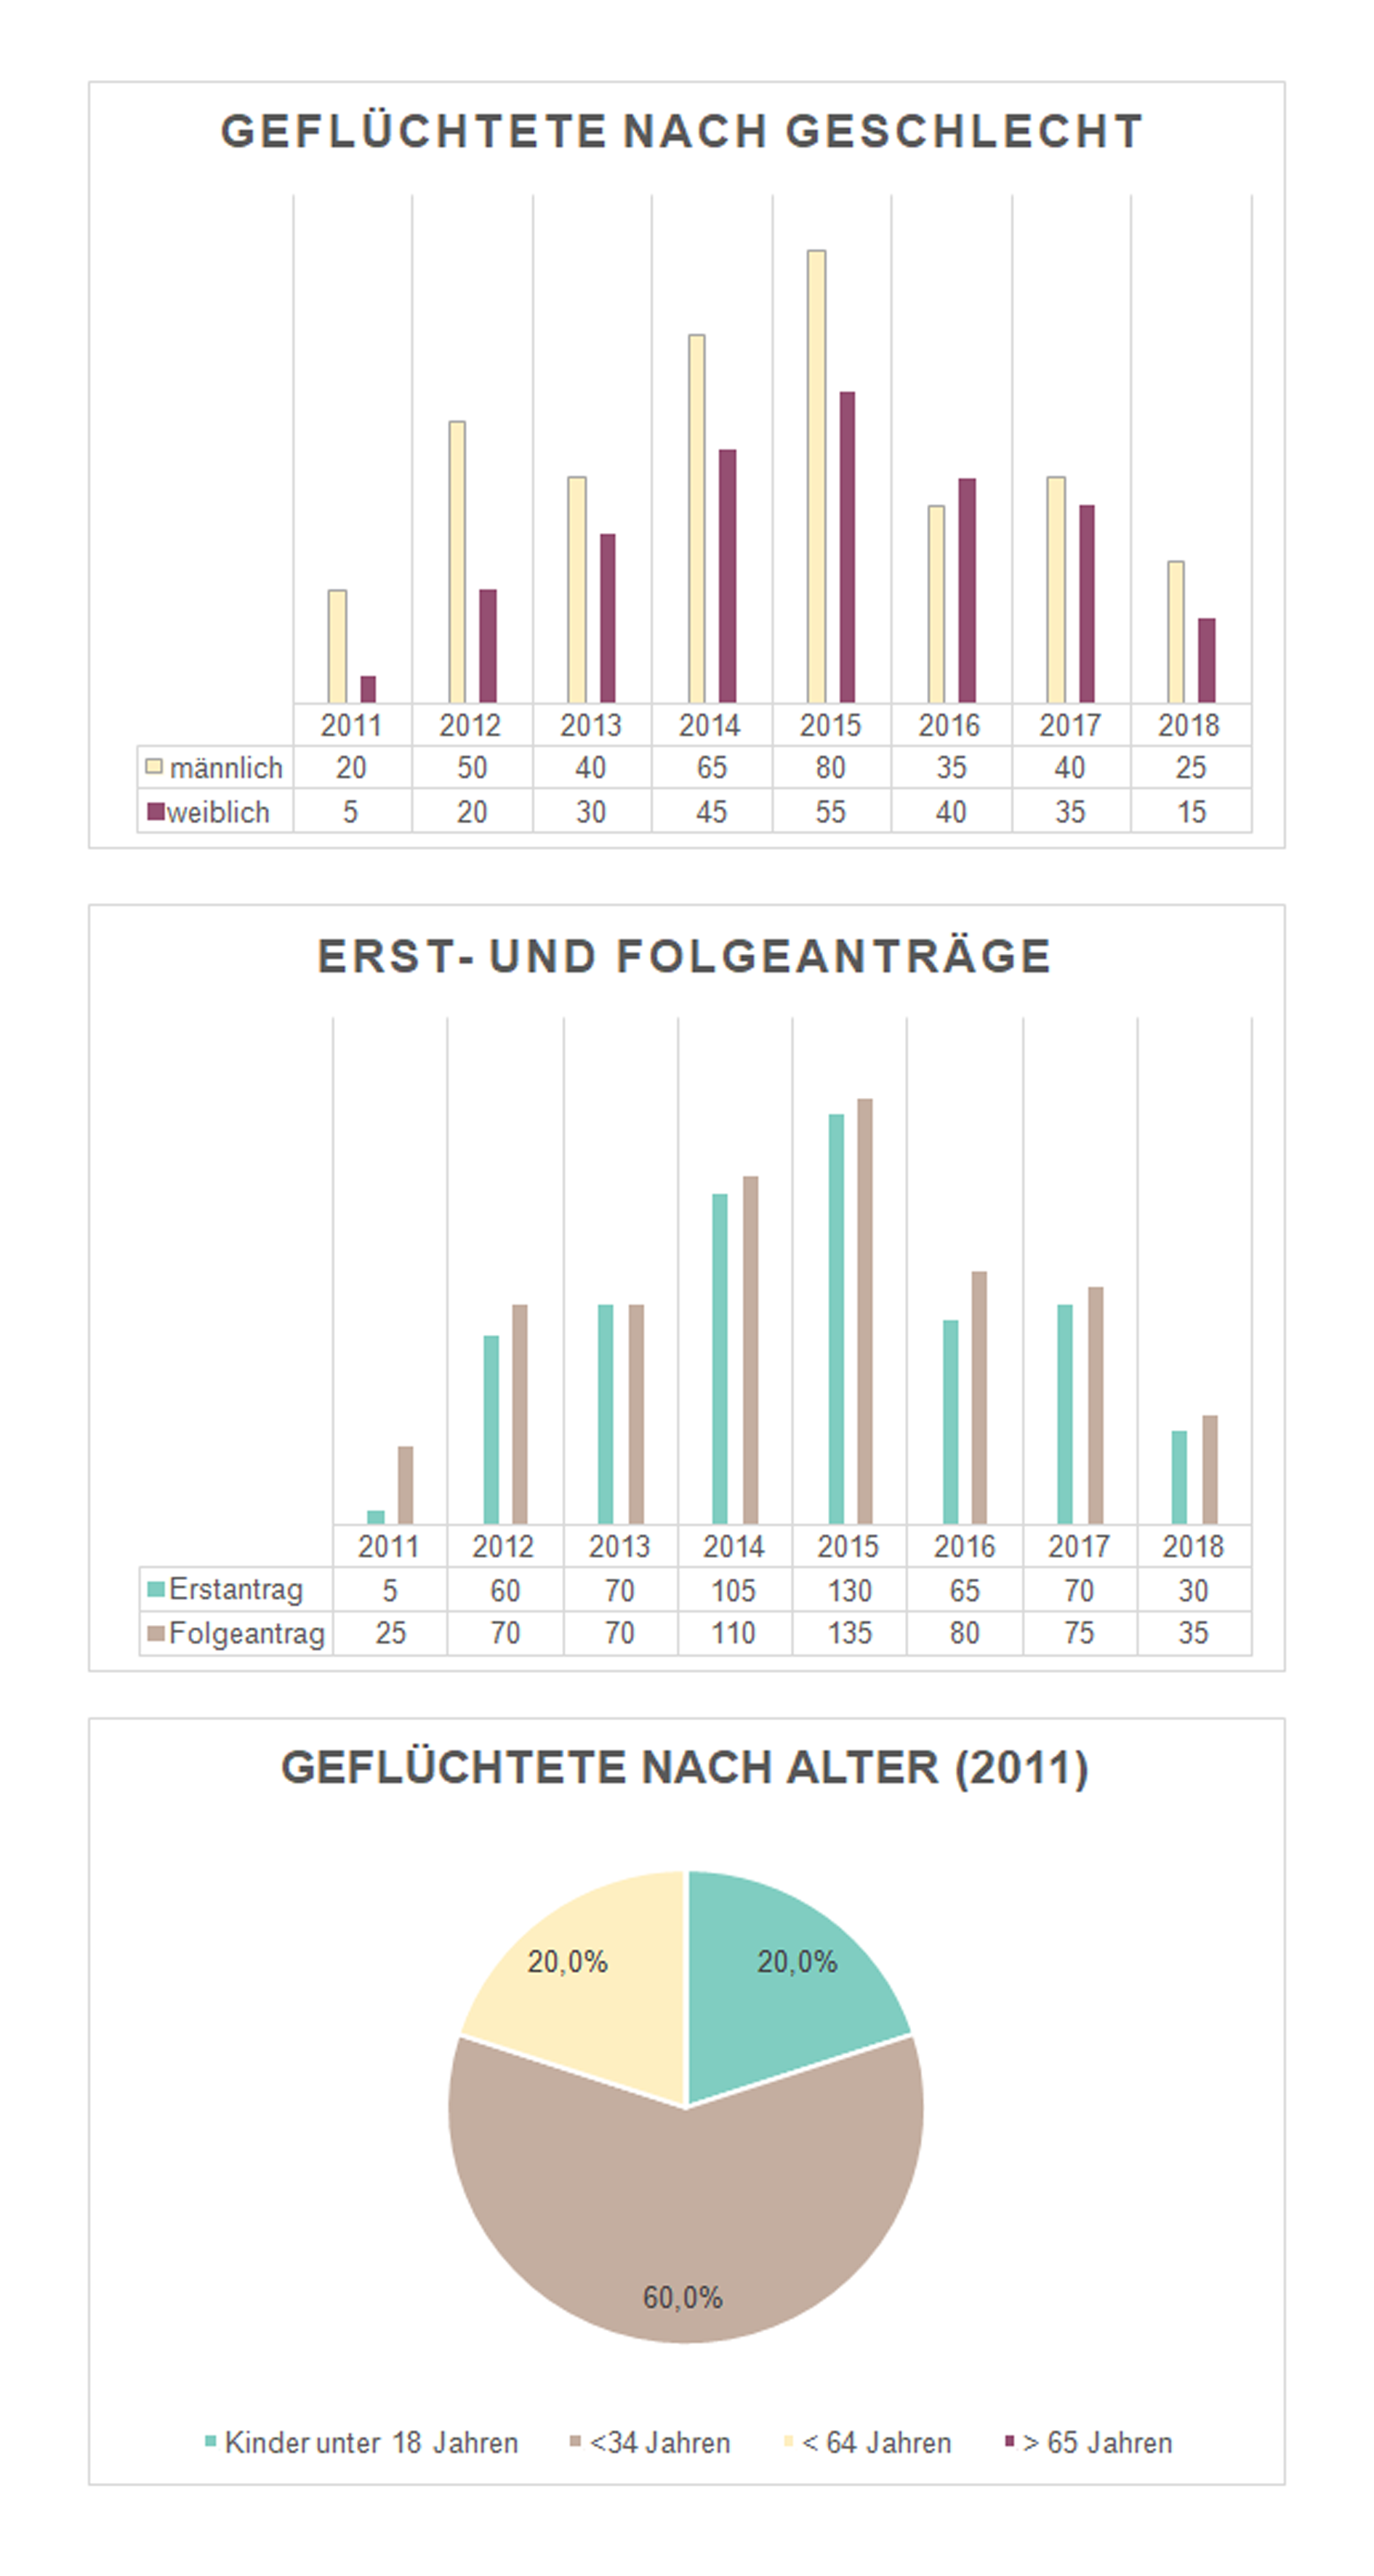 GEFLÜCHTETE NACH GESCHLECHT
2011 2012 2013 2014 2015 2016 2017 2018
männlich 20 50 40 65 80 35 40 25
weiblich 5 20 30 45 55 40 35 15
ERST- UND FOLGEANTRÄGE
2011 2012 2013 2014 2015 2016 2017 2018
Erstantrag 5 60 70 105 130 65 70 30
Folgeantrag 25 70 70 110 135 80 75 35
GEFLÜCHTETE NACH ALTER (2011)
20,0% 20,0%
60,0%
Kinder unter 18 Jahren <34 Jahren < 64 Jahren > 65 Jahren